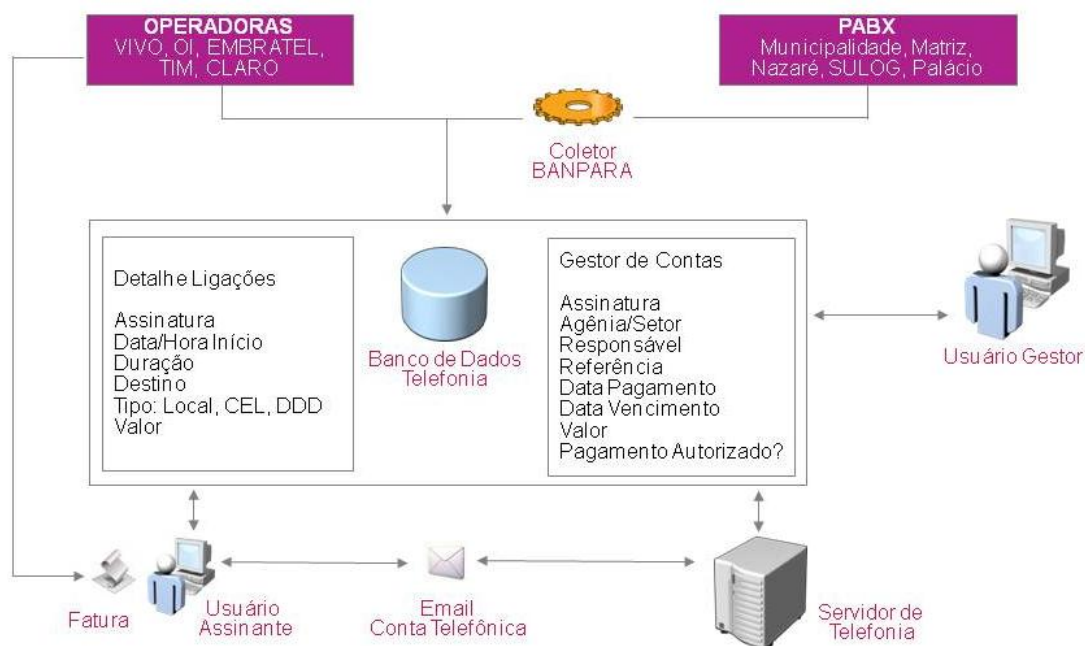 OPERADORAS
VIVO, OI, EMBRATEL,
TIM, CLARO
PABX
Municipalidade, Matriz,
Nazaré, SULOG, Palácio
Coletor
BANPARA
Detalhe Ligações
Assinatura
Data/Hora Início
Duração
Destino
Tipo: Local, CEL, DDD
Valor
Banco de Dados
Telefonia
Gestor de Contas
Assinatura
Agênia/Setor
Responsável
Referência
Data Pagamento
Data Vencimento
Valor
Pagamento Autorizado?
Usuário Gestor
Fatura
Usuário
Assinante
Email
Conta Telefônica
Servidor de
Telefonia